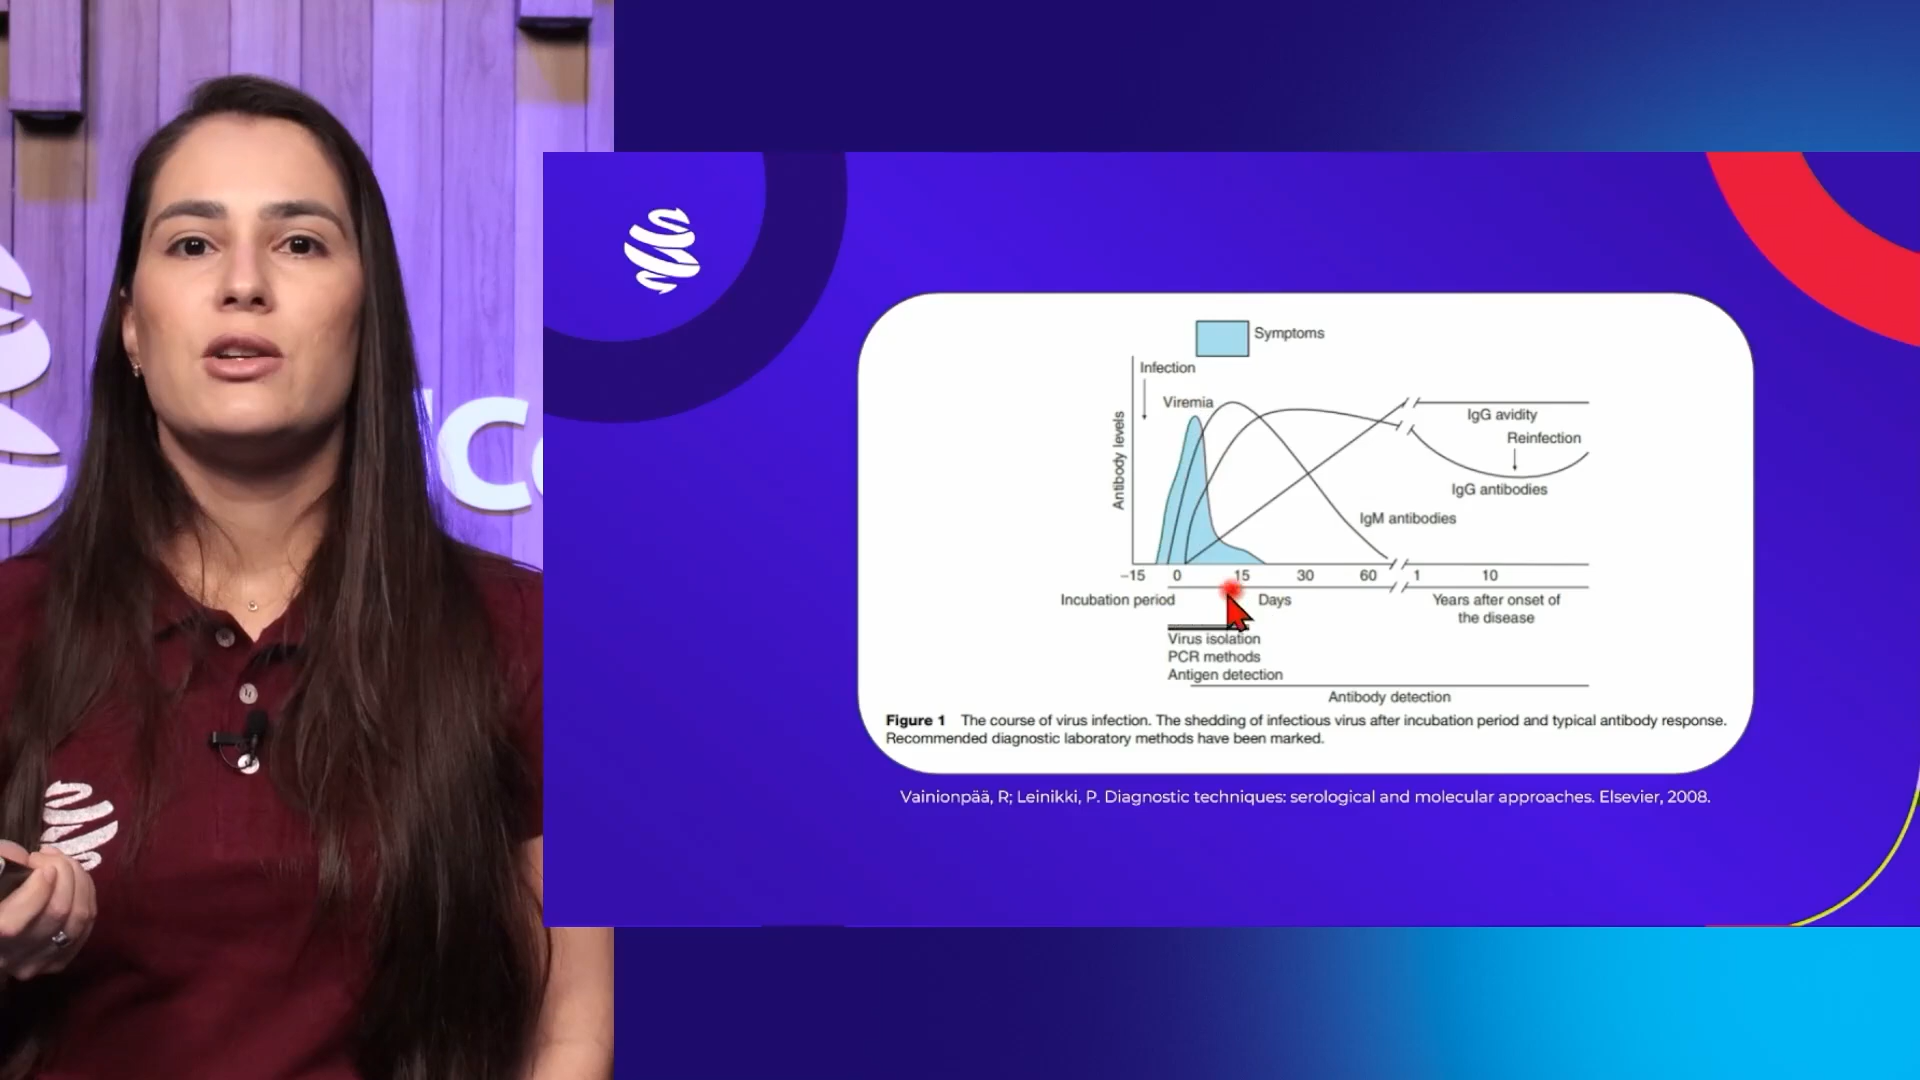 Symptoms
Infection
Viremia
Antibody levels
IgG avidity
Reinfection
IgG antibodies
IgM antibodies
−15 0 15 30 60 1 10
Incubation period Days Years after onset of
the disease
Virus isolation
PCR methods
Antigen detection
Antibody detection
Figure 1 The course of virus infection. The shedding of infectious virus after incubation period and typical antibody response.
Recommended diagnostic laboratory methods have been marked.
Vainionpää, R; Leinikki, P. Diagnostic techniques: serological and molecular approaches. Elsevier, 2008.